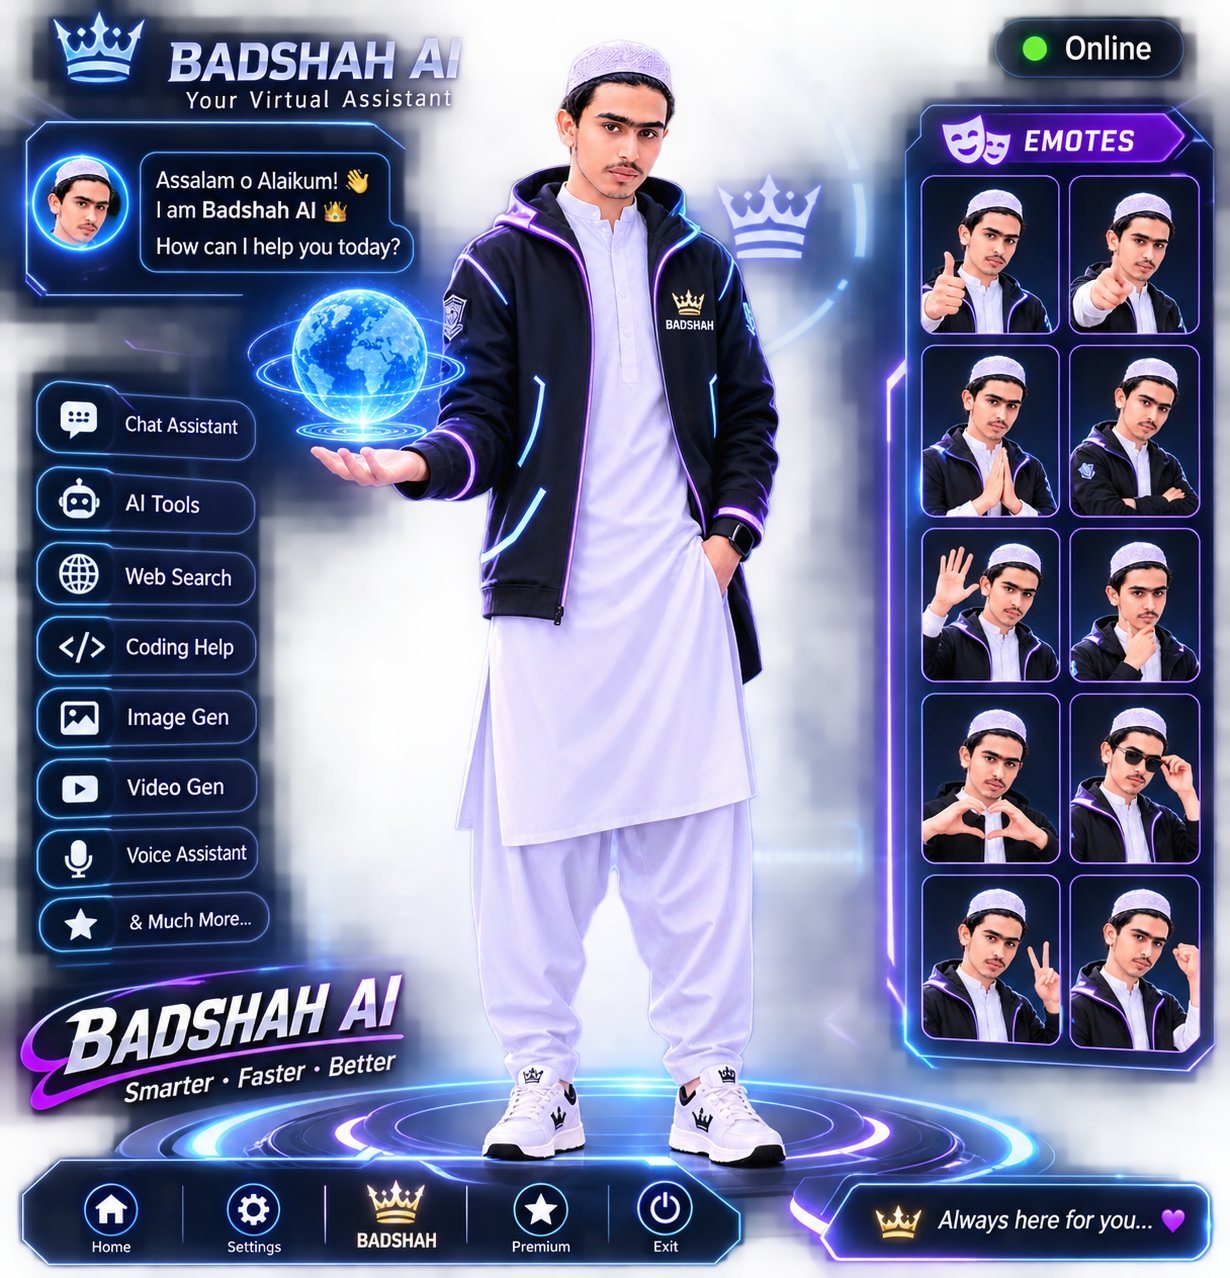 BADSHAH AI
Your Virtual Assistant
Online
Assalam o Alaikum! 👋
I am Badshah AI 👑
How can I help you today?
EMOTES
BADSHAH
Chat Assistant
AI Tools
Web Search
</> Coding Help
Image Gen
Video Gen
Voice Assistant
& Much More...
BADSHAH AI
Smarter · Faster · Better
Home
Settings
BADSHAH
Premium
Exit
Always here for you... 💜